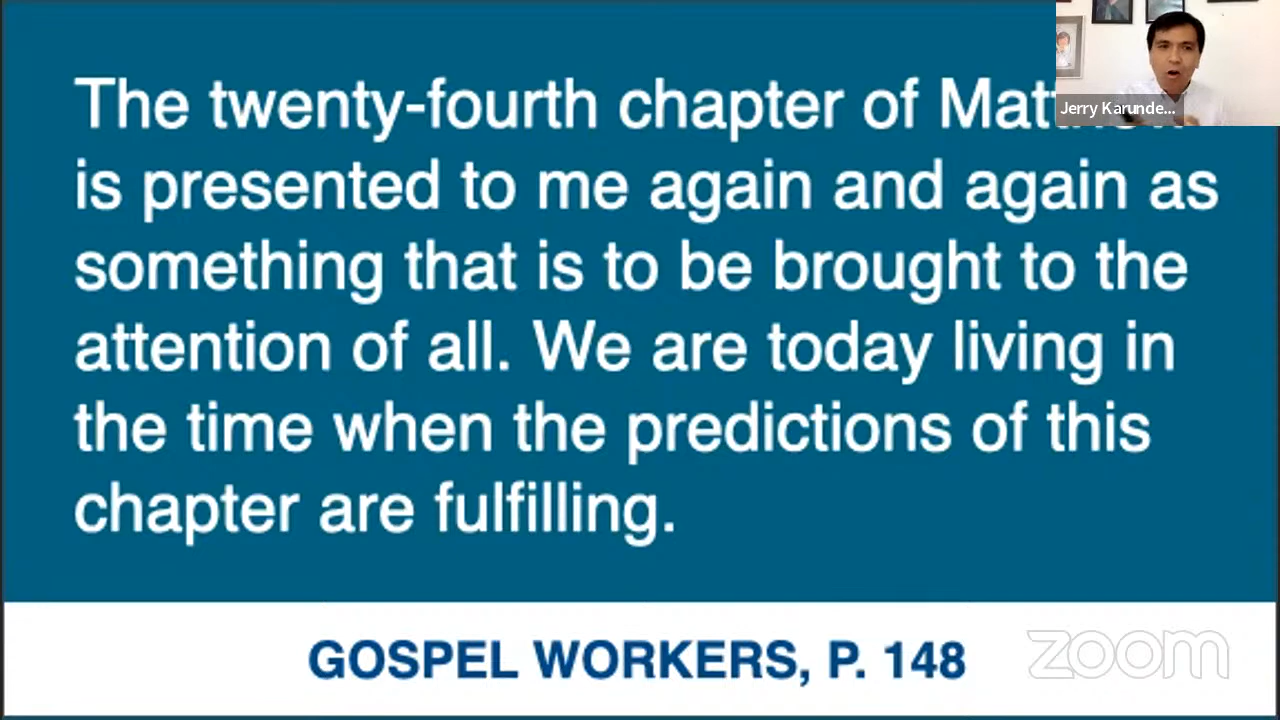 The twenty-fourth chapter of
is presented to me again and again as
something that is to be brought to the
attention of all. We are today living in
the time when the predictions of this
chapter are fulfilling.
GOSPEL WORKERS, P. 148
Jerry Karunde...
zoom